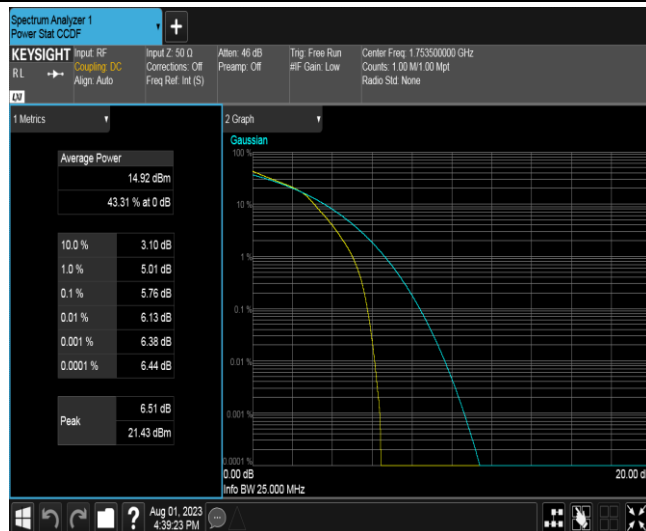 Spectrum Analyzer 1
Power Stat CCDF
+
KEYSIGHT
RL
LXI
Input: RF
Coupling: DC
Align: Auto
Input Z: 50 Ω
Corrections: Off
Freq Ref: Int (S)
Atten: 46 dB
Preamp: Off
Trig: Free Run
#IF Gain: Low
Center Freq: 1.753500000 GHz
Counts: 1.00 M/1.00 Mpt
Radio Std: None
1 Metrics
Average Power
14.92 dBm
43.31 % at 0 dB
10.0 % 3.10 dB
1.0 % 5.01 dB
0.1 % 5.76 dB
0.01 % 6.13 dB
0.001 % 6.38 dB
0.0001 % 6.44 dB
Peak
6.51 dB
21.43 dBm
2 Graph
Gaussian
100 %
10 %
1 %
0.1 %
0.01 %
0.001 %
0.0001 %
0.00 dB
20.00 d
Info BW 25.000 MHz
?
Aug 01, 2023
4:39:23 PM